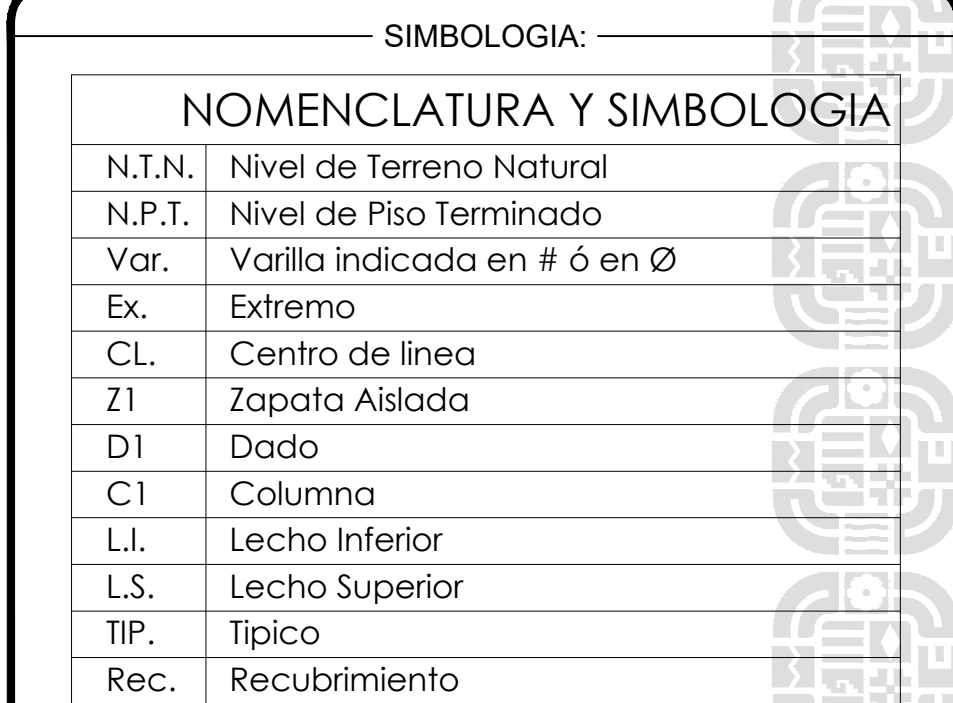 SIMBOLOGIA:
NOMENCLATURA Y SIMBOLOGIA
N.T.N. Nivel de Terreno Natural
N.P.T. Nivel de Piso Terminado
Var. Varilla indicada en # ó en Ø
Ex. Extremo
CL. Centro de linea
Z1 Zapata Aislada
D1 Dado
C1 Columna
L.I. Lecho Inferior
L.S. Lecho Superior
TIP. Tipico
Rec. Recubrimiento